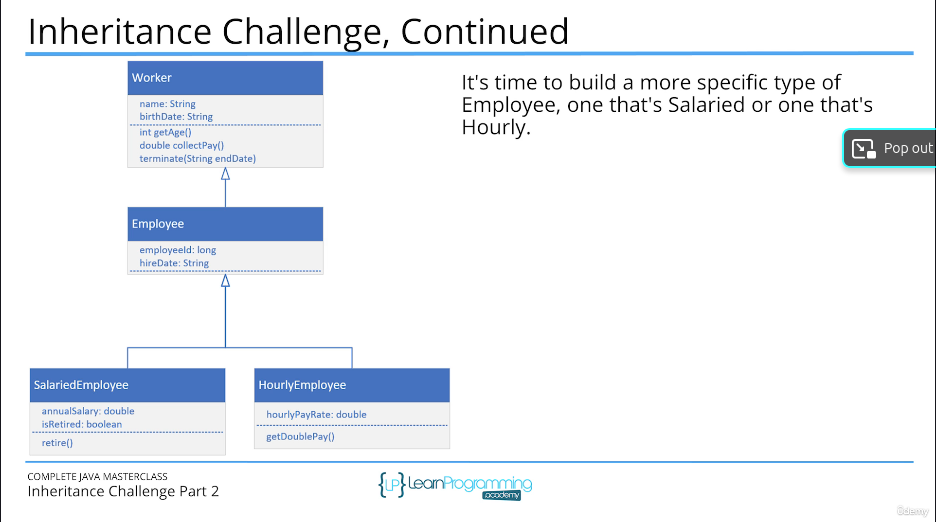 Inheritance Challenge, Continued
Worker
name: String
birthDate: String
int getAge()
double collectPay()
terminate(String endDate)
Employee
employeeId: long
hireDate: String
SalariedEmployee
annualSalary: double
isRetired: boolean
retire()
HourlyEmployee
hourlyPayRate: double
getDoublePay()
It's time to build a more specific type of
Employee, one that's Salaried or one that's
Hourly.
Pop out
COMPLETE JAVA MASTERCLASS
Inheritance Challenge Part 2
{LP} LearnProgramming
.academy
Udemy